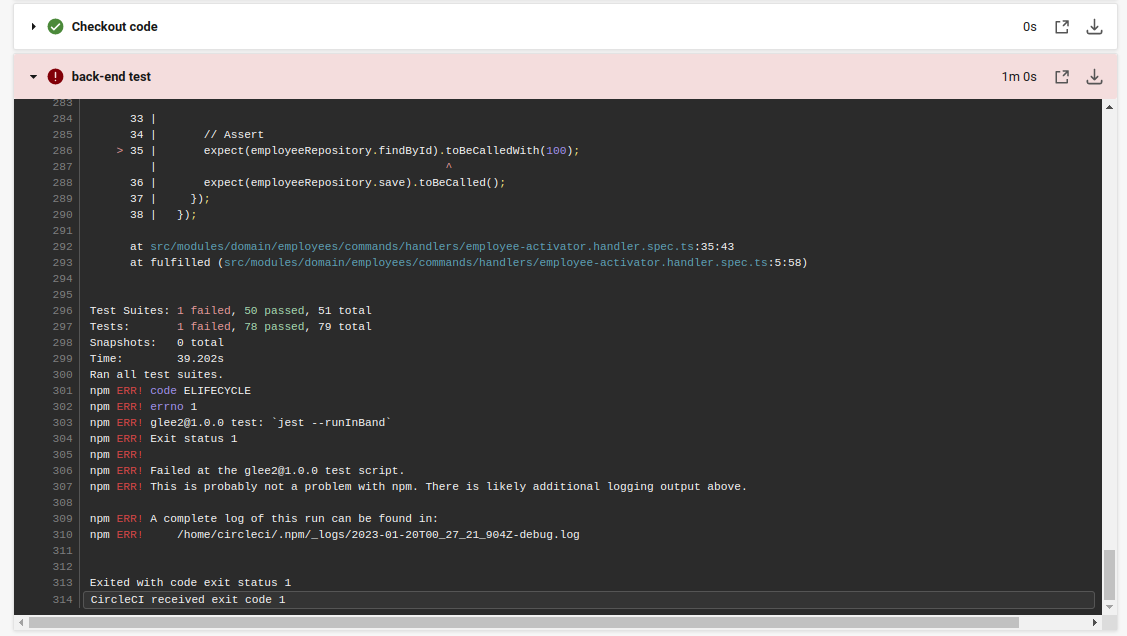 Checkout code 0s
back-end test 1m 0s
283
284 33 |
285 34 | // Assert
286 > 35 | expect(employeeRepository.findById).toBeCalledWith(100);
287 | ^
288 36 | expect(employeeRepository.save).toBeCalled();
289 37 | });
290 38 | });
291
292 at src/modules/domain/employees/commands/handlers/employee-activator.handler.spec.ts:35:43
293 at fulfilled (src/modules/domain/employees/commands/handlers/employee-activator.handler.spec.ts:5:58)
294
295
296 Test Suites: 1 failed, 50 passed, 51 total
297 Tests: 1 failed, 78 passed, 79 total
298 Snapshots: 0 total
299 Time: 39.202s
300 Ran all test suites.
301 npm ERR! code ELIFECYCLE
302 npm ERR! errno 1
303 npm ERR! glee2@1.0.0 test: `jest --runInBand`
304 npm ERR! Exit status 1
305 npm ERR!
306 npm ERR! Failed at the glee2@1.0.0 test script.
307 npm ERR! This is probably not a problem with npm. There is likely additional logging output above.
308
309 npm ERR! A complete log of this run can be found in:
310 npm ERR! /home/circleci/.npm/_logs/2023-01-20T00_27_21_904Z-debug.log
311
312
313 Exited with code exit status 1
314 CircleCI received exit code 1